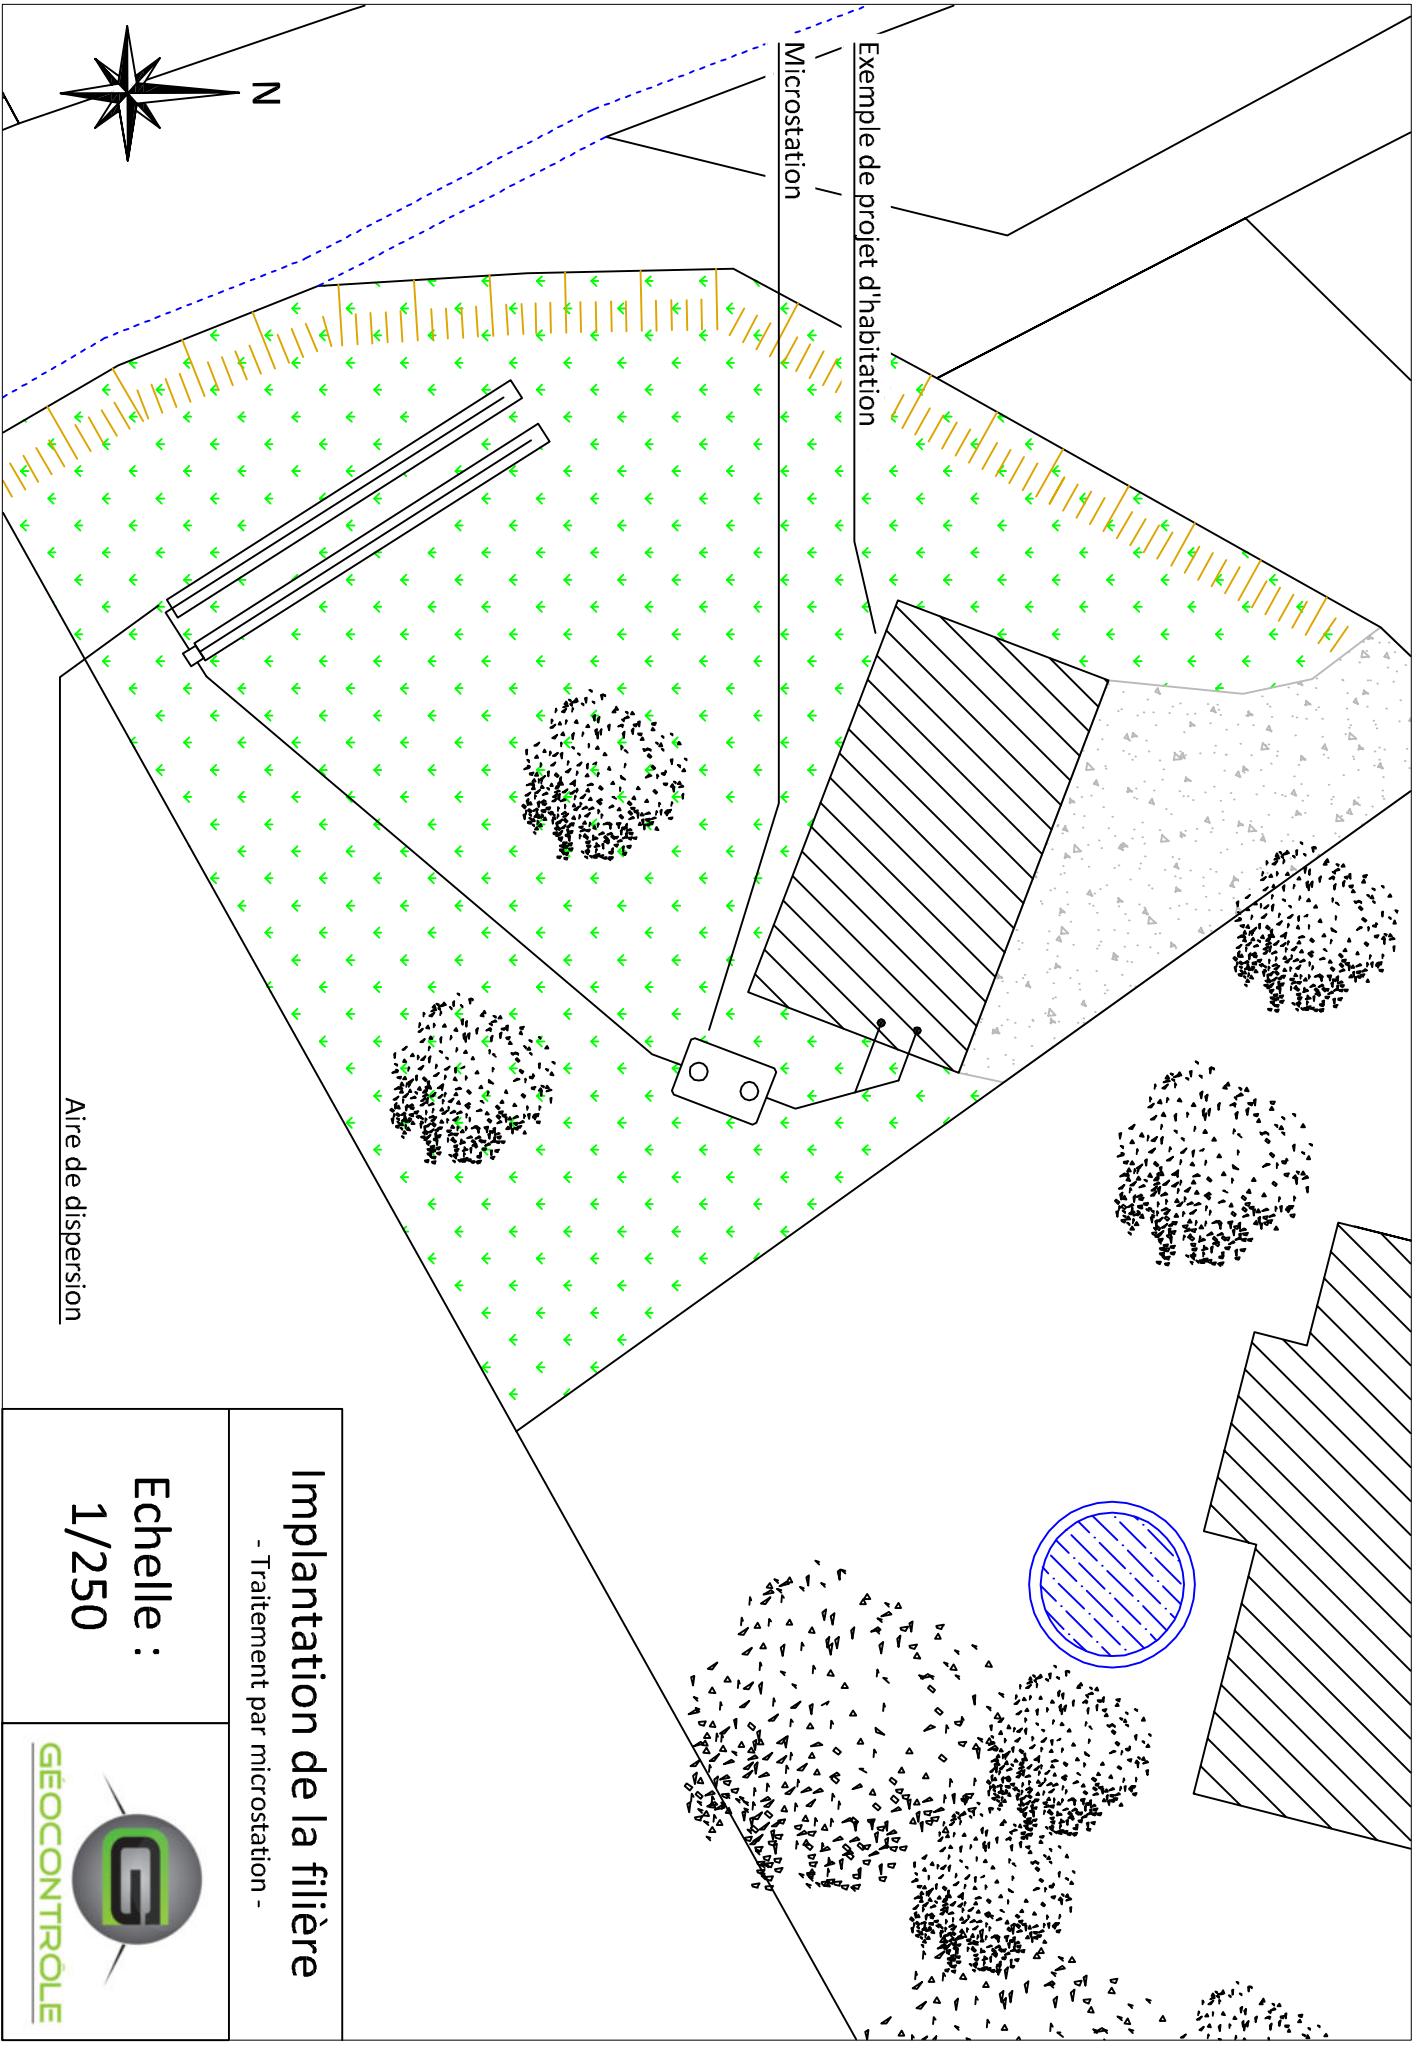 N
Exemple de projet d'habitation
Microstation
Aire de dispersion
Implantation de la filière
- Traitement par microstation -
Echelle :
1/250
G
GÉOCONTRÔLE